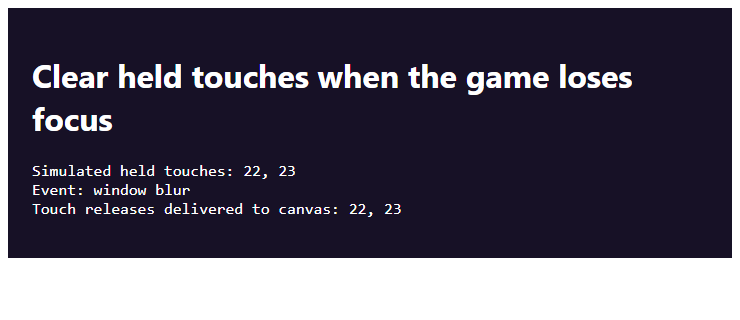 Clear held touches when the game loses
focus
Simulated held touches: 22, 23
Event: window blur
Touch releases delivered to canvas: 22, 23